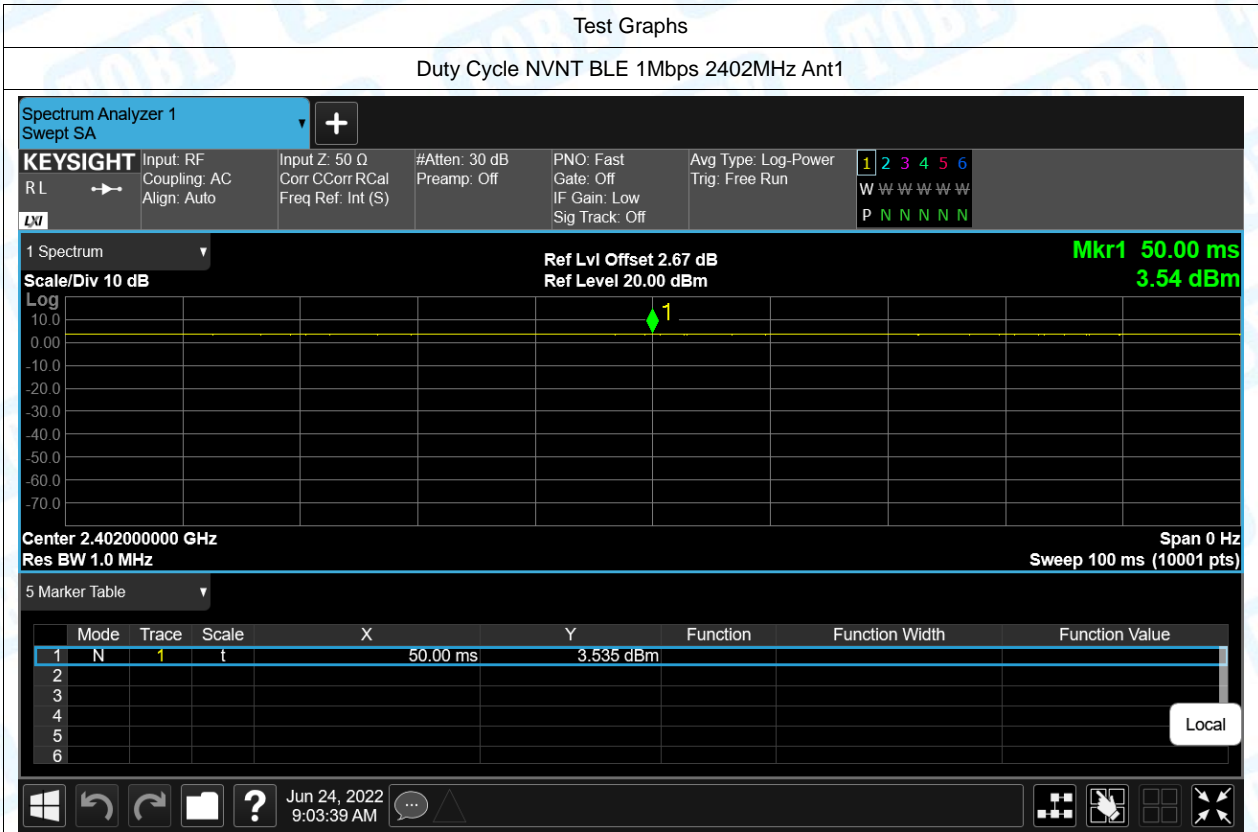 Test Graphs
Duty Cycle NVNT BLE 1Mbps 2402MHz Ant1
Spectrum Analyzer 1
Swept SA
KEYSIGHT
R L
LXI
Input: RF
Coupling: AC
Align: Auto
Input Z: 50 Ω
Corr CCorr RCal
Freq Ref: Int (S)
#Atten: 30 dB
Preamp: Off
PNO: Fast
Gate: Off
IF Gain: Low
Sig Track: Off
Avg Type: Log-Power
Trig: Free Run
1 2 3 4 5 6
W W W W W W
P N N N N N
1 Spectrum
Scale/Div 10 dB
Ref Lvl Offset 2.67 dB
Ref Level 20.00 dBm
Mkr1 50.00 ms
3.54 dBm
Log
1
10.0
0.00
-10.0
-20.0
-30.0
-40.0
-50.0
-60.0
-70.0
Center 2.402000000 GHz
Span 0 Hz
Res BW 1.0 MHz
Sweep 100 ms (10001 pts)
5 Marker Table
Mode Trace Scale X Y Function Function Width Function Value
1 N 1 t 50.00 ms 3.535 dBm
2
3
4
5
6
Local
?
Jun 24, 2022
9:03:39 AM
TOBY